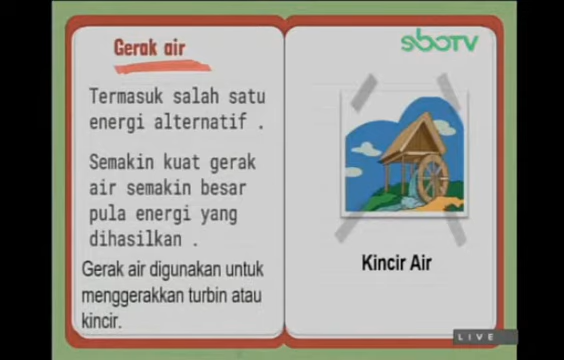 Gerak air
Termasuk salah satu
energi alternatif .
Semakin kuat gerak
air semakin besar
pula energi yang
dihasilkan .
Gerak air digunakan untuk
menggerakkan turbin atau
kincir.
sboTV
Kincir Air
LIVE